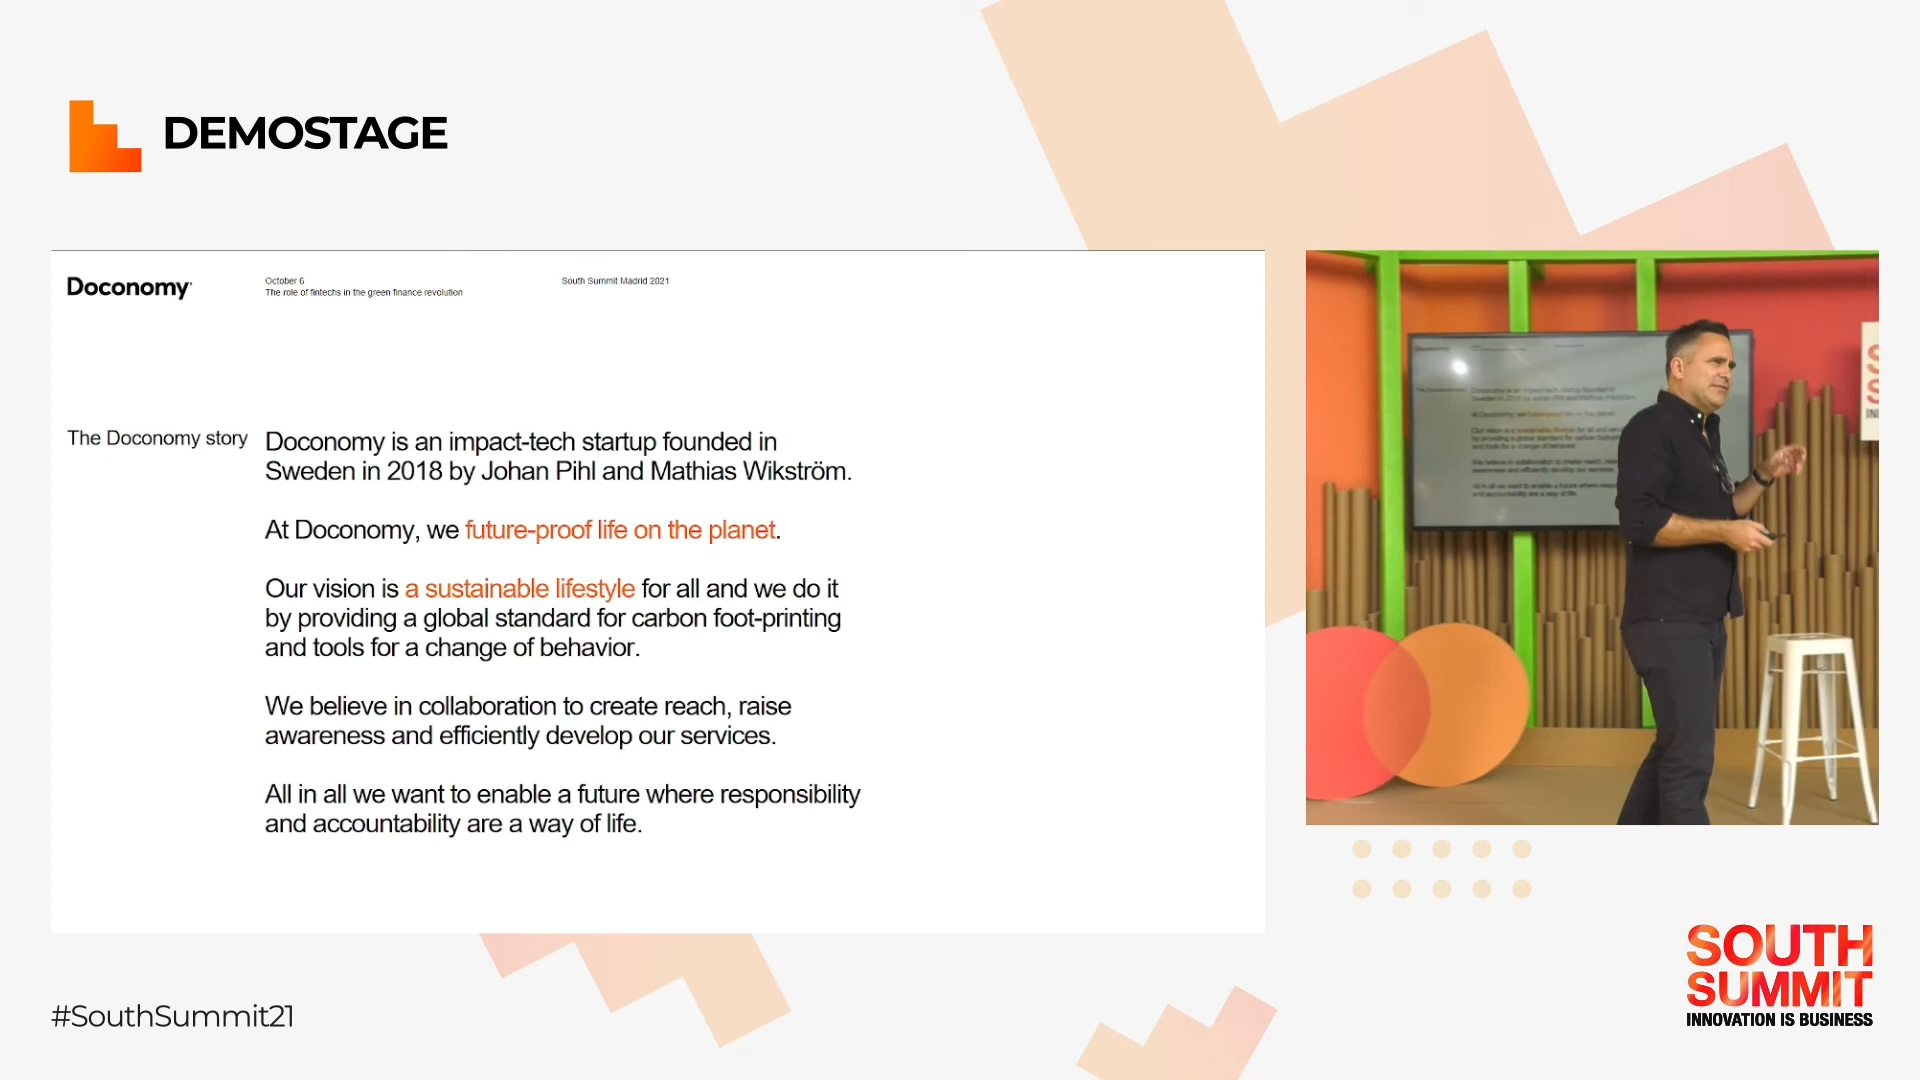 DEMOSTAGE
Doconomy
October 6
The role of fintechs in the green finance revolution
South Summit Madrid 2021
The Doconomy story
Doconomy is an impact-tech startup founded in
Sweden in 2018 by Johan Pihl and Mathias Wikström.
At Doconomy, we future-proof life on the planet.
Our vision is a sustainable lifestyle for all and we do it
by providing a global standard for carbon foot-printing
and tools for a change of behavior.
We believe in collaboration to create reach, raise
awareness and efficiently develop our services.
All in all we want to enable a future where responsibility
and accountability are a way of life.
#SouthSummit21
SOUTH
SUMMIT
INNOVATION IS BUSINESS